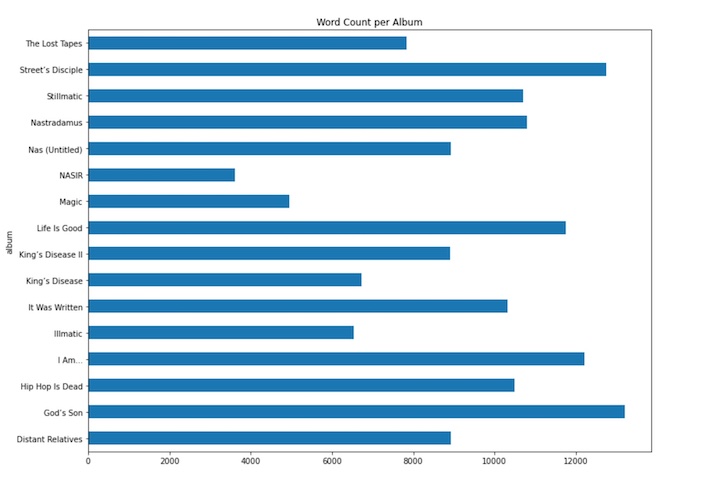 Word Count per Album
The Lost Tapes
Street’s Disciple
Stillmatic
Nastradamus
Nas (Untitled)
NASIR
Magic
Life Is Good
album
King’s Disease II
King’s Disease
It Was Written
Illmatic
I Am…
Hip Hop Is Dead
God’s Son
Distant Relatives
0 2000 4000 6000 8000 10000 12000